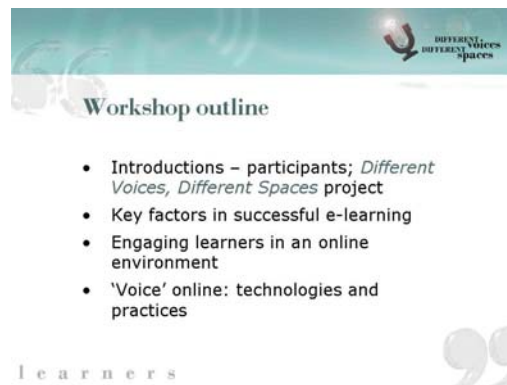 DIFFERENT voices
DIFFERENT spaces
Workshop outline
• Introductions – participants; Different
Voices, Different Spaces project
• Key factors in successful e-learning
• Engaging learners in an online
environment
• ‘Voice’ online: technologies and
practices
learners